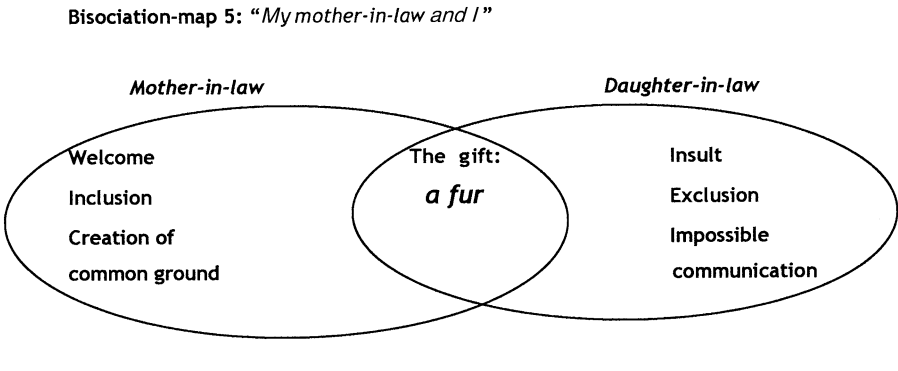 Bisociation-map 5: “My mother-in-law and I”
Mother-in-law
Daughter-in-law
Welcome
Inclusion
Creation of
common ground
The gift:
a fur
Insult
Exclusion
Impossible
communication